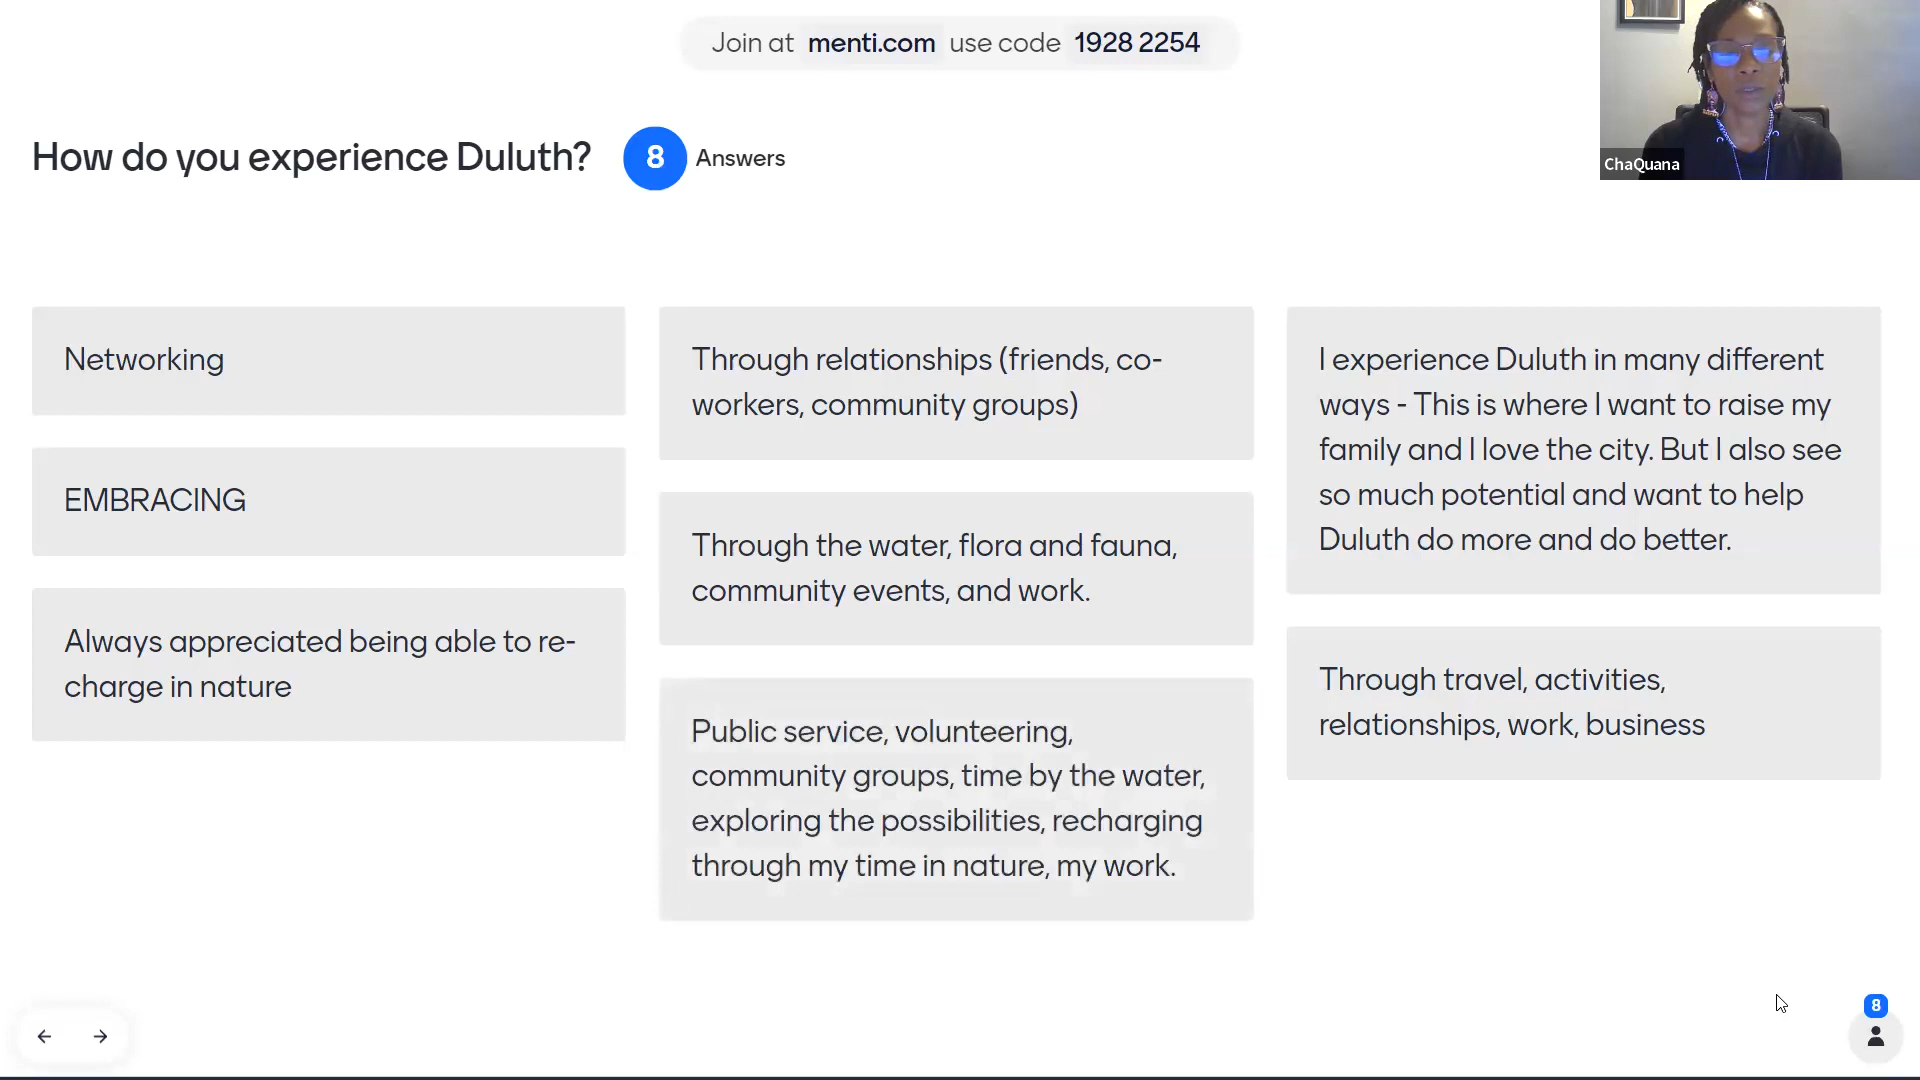 Join at menti.com use code 1928 2254
ChaQuana
How do you experience Duluth?
8 Answers
Networking
EMBRACING
Always appreciated being able to re-
charge in nature
Through relationships (friends, co-
workers, community groups)
Through the water, flora and fauna,
community events, and work.
Public service, volunteering,
community groups, time by the water,
exploring the possibilities, recharging
through my time in nature, my work.
I experience Duluth in many different
ways - This is where I want to raise my
family and I love the city. But I also see
so much potential and want to help
Duluth do more and do better.
Through travel, activities,
relationships, work, business
8